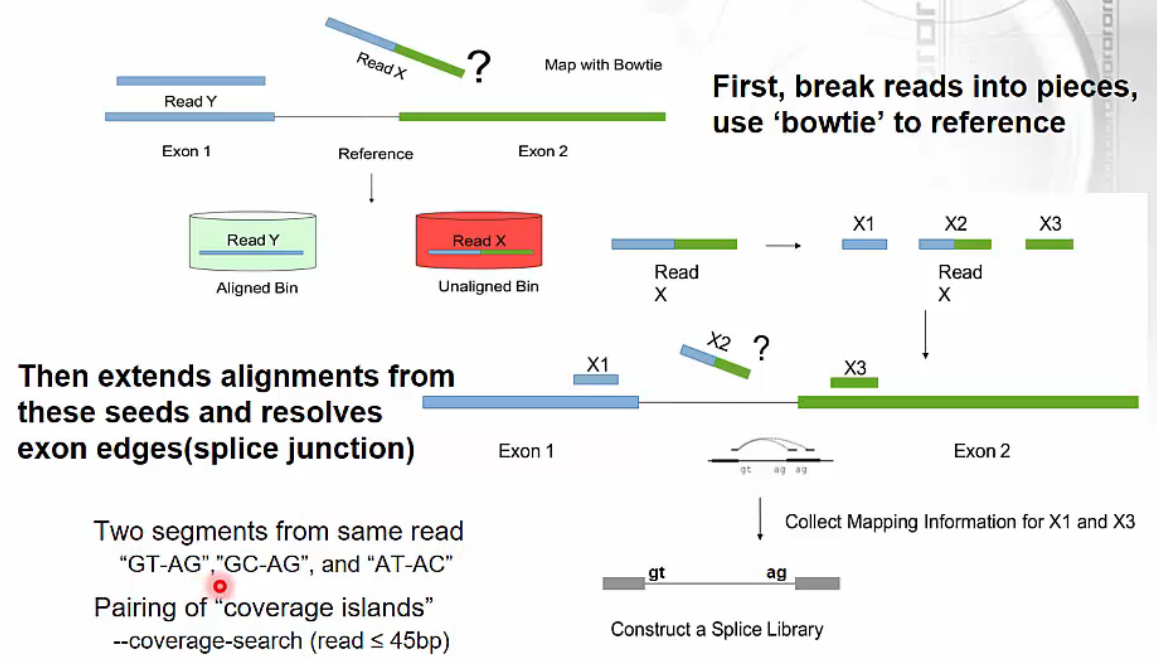 Read X
?
Map with Bowtie
Read Y
Exon 1
Reference
Exon 2
First, break reads into pieces,
use ‘bowtie’ to reference
Read Y
Aligned Bin
Read X
Unaligned Bin
Read
X
X1
X2
X3
Read
X
Then extends alignments from
these seeds and resolves
exon edges(splice junction)
X1
X2
?
X3
Exon 1
gt
ag
ag
Exon 2
Collect Mapping Information for X1 and X3
gt
ag
Construct a Splice Library
Two segments from same read
“GT-AG”,”GC-AG”, and “AT-AC”
Pairing of “coverage islands”
--coverage-search (read ≤ 45bp)